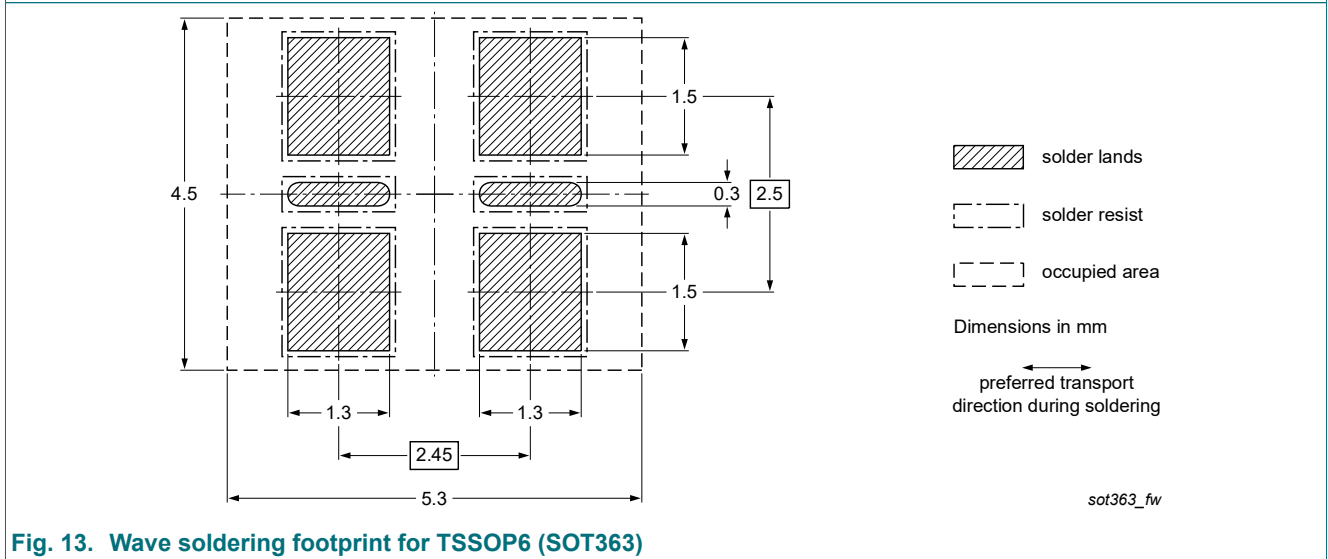 1.5
4.5
0.3
2.5
1.5
1.3
1.3
2.45
5.3
solder lands
solder resist
occupied area
Dimensions in mm
preferred transport
direction during soldering
sot363_fw
Fig. 13. Wave soldering footprint for TSSOP6 (SOT363)